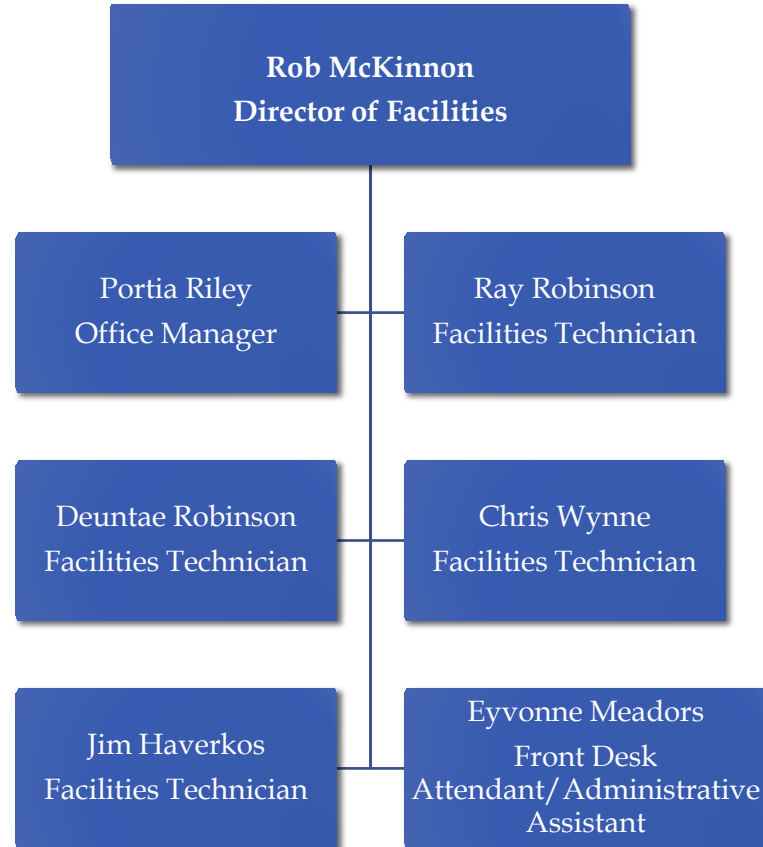 Rob McKinnon
Director of Facilities
Portia Riley
Office Manager
Ray Robinson
Facilities Technician
Deuntae Robinson
Facilities Technician
Chris Wynne
Facilities Technician
Jim Haverkos
Facilities Technician
Eyvonne Meadors
Front Desk
Attendant/Administrative
Assistant